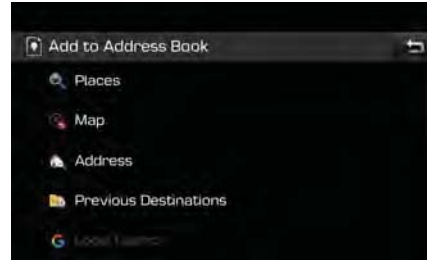 Add to Address Book
Places
Map
Address
Previous Destinations